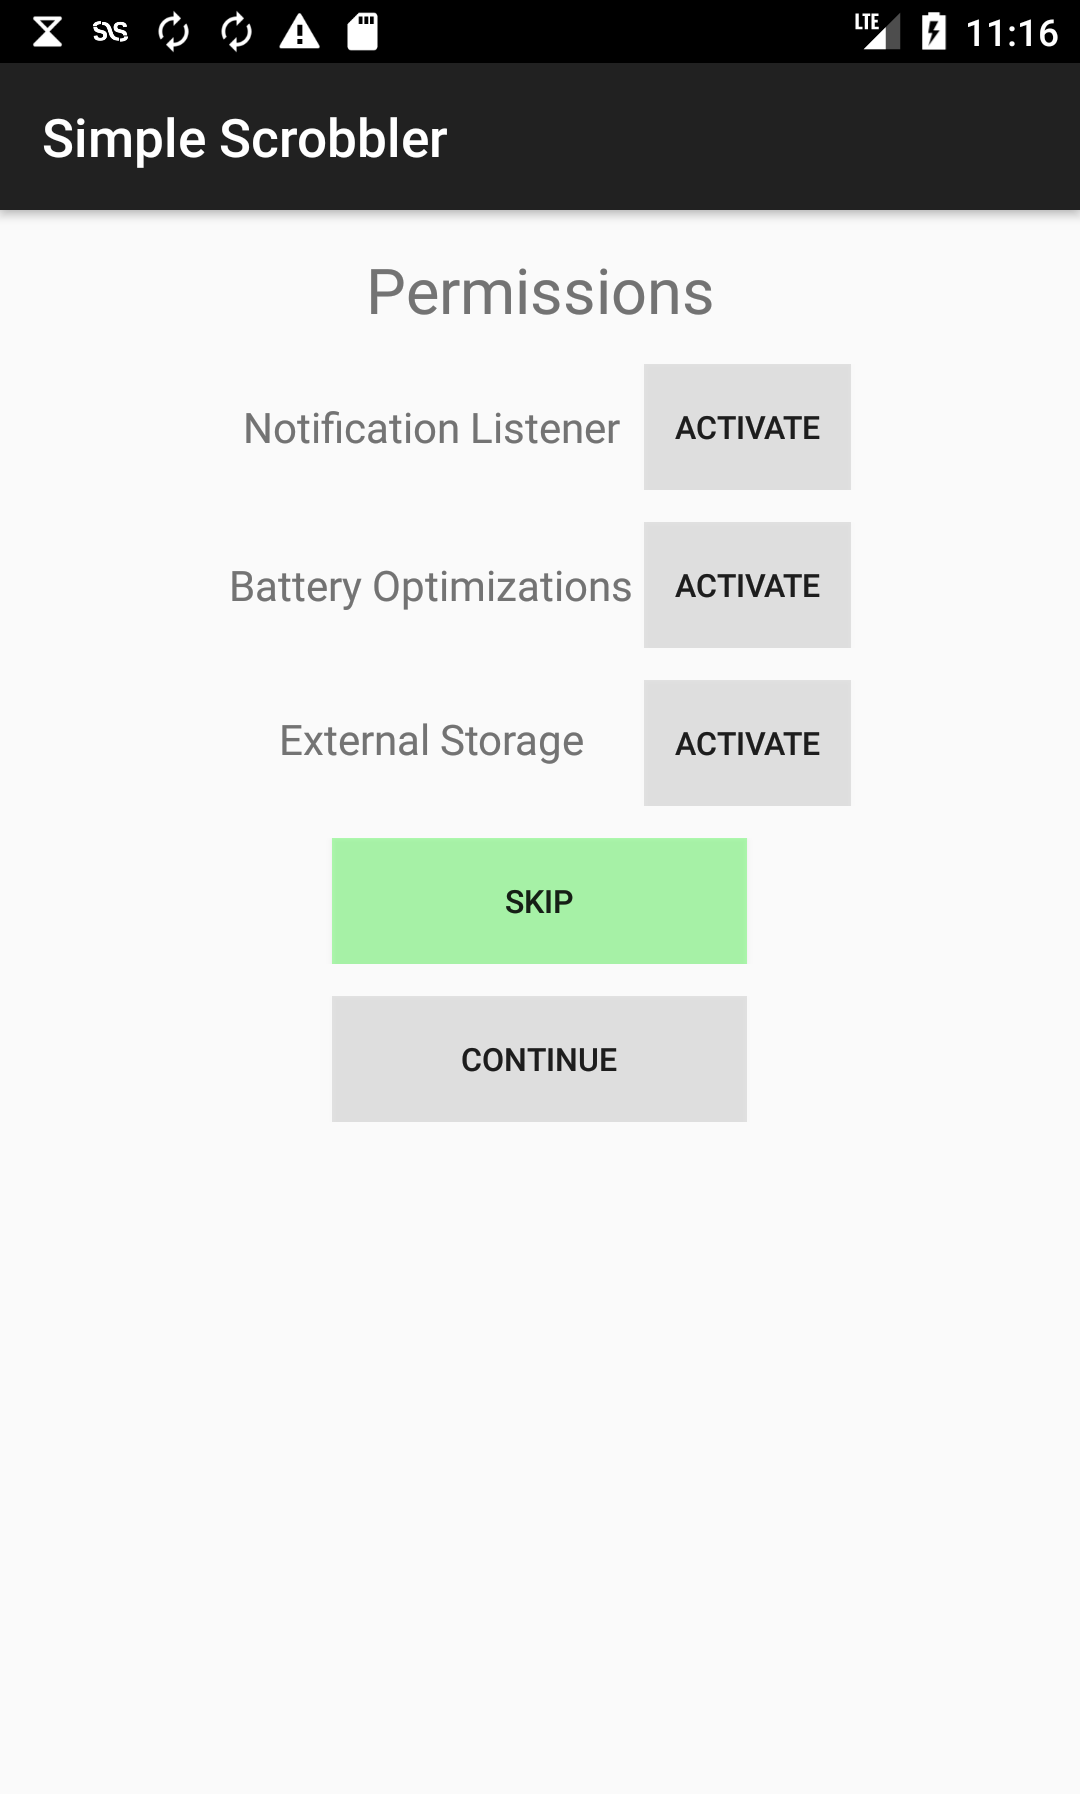 LTE 11:16
Simple Scrobbler
Permissions
Notification Listener ACTIVATE
Battery Optimizations ACTIVATE
External Storage ACTIVATE
SKIP
CONTINUE